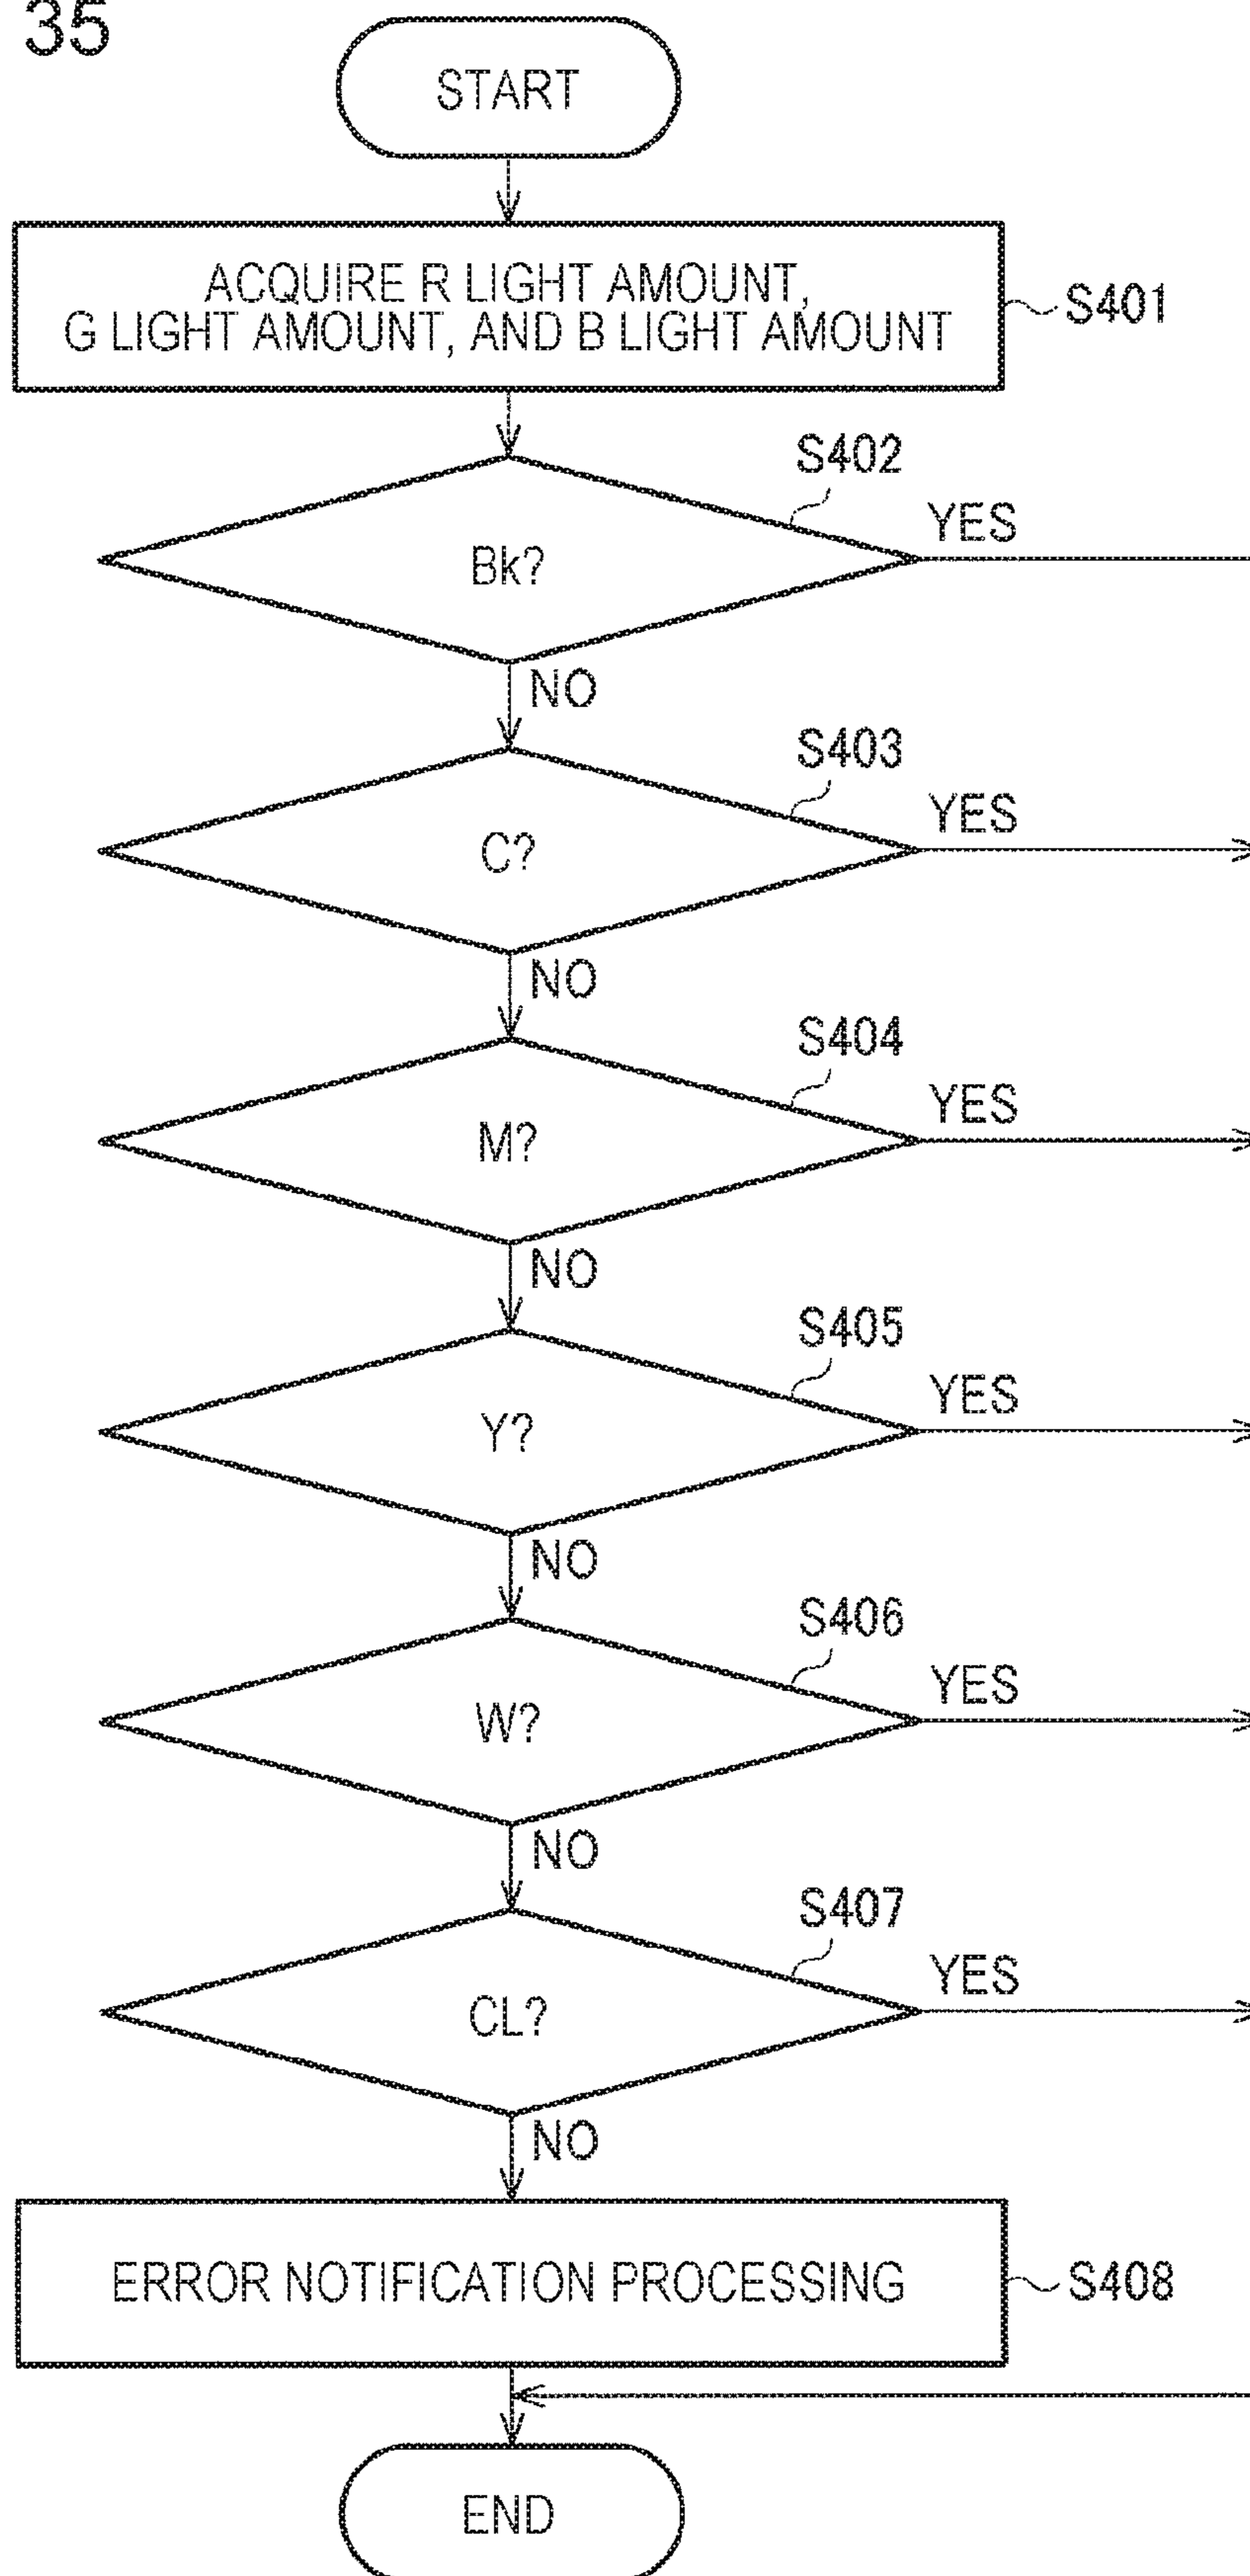 35
START
ACQUIRE R LIGHT AMOUNT,
G LIGHT AMOUNT, AND B LIGHT AMOUNT
S401
S402
Bk?
YES
NO
S403
C?
YES
NO
S404
M?
YES
NO
S405
Y?
YES
NO
S406
W?
YES
NO
S407
CL?
YES
NO
ERROR NOTIFICATION PROCESSING
S408
END